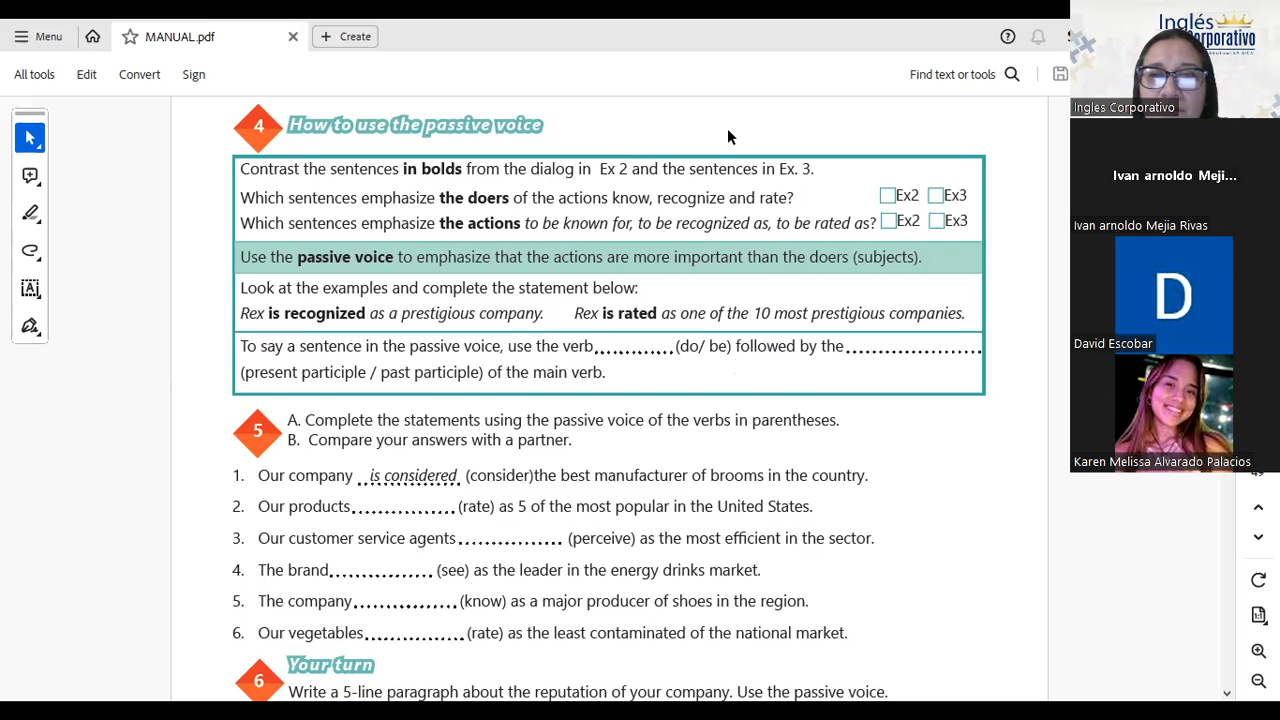 Menu
MANUAL.pdf
Create
All tools
Edit
Convert
Sign
Find text or tools
Inglés
Corporativo
Ingles Corporativo
Ivan arnoldo Meji...
Ivan arnoldo Mejia Rivas
D
David Escobar
Karen Melissa Alvarado Palacios
4 How to use the passive voice
Contrast the sentences in bolds from the dialog in Ex 2 and the sentences in Ex. 3.
Which sentences emphasize the doers of the actions know, recognize and rate? Ex2 Ex3
Which sentences emphasize the actions to be known for, to be recognized as, to be rated as? Ex2 Ex3
Use the passive voice to emphasize that the actions are more important than the doers (subjects).
Look at the examples and complete the statement below:
Rex is recognized as a prestigious company. Rex is rated as one of the 10 most prestigious companies.
To say a sentence in the passive voice, use the verb............(do/ be) followed by the.....................
(present participle / past participle) of the main verb.
5 A. Complete the statements using the passive voice of the verbs in parentheses.
B. Compare your answers with a partner.
1. Our company is considered (consider)the best manufacturer of brooms in the country.
2. Our products................(rate) as 5 of the most popular in the United States.
3. Our customer service agents................ (perceive) as the most efficient in the sector.
4. The brand................(see) as the leader in the energy drinks market.
5. The company................(know) as a major producer of shoes in the region.
6. Our vegetables................(rate) as the least contaminated of the national market.
6 Your turn
Write a 5-line paragraph about the reputation of your company. Use the passive voice.